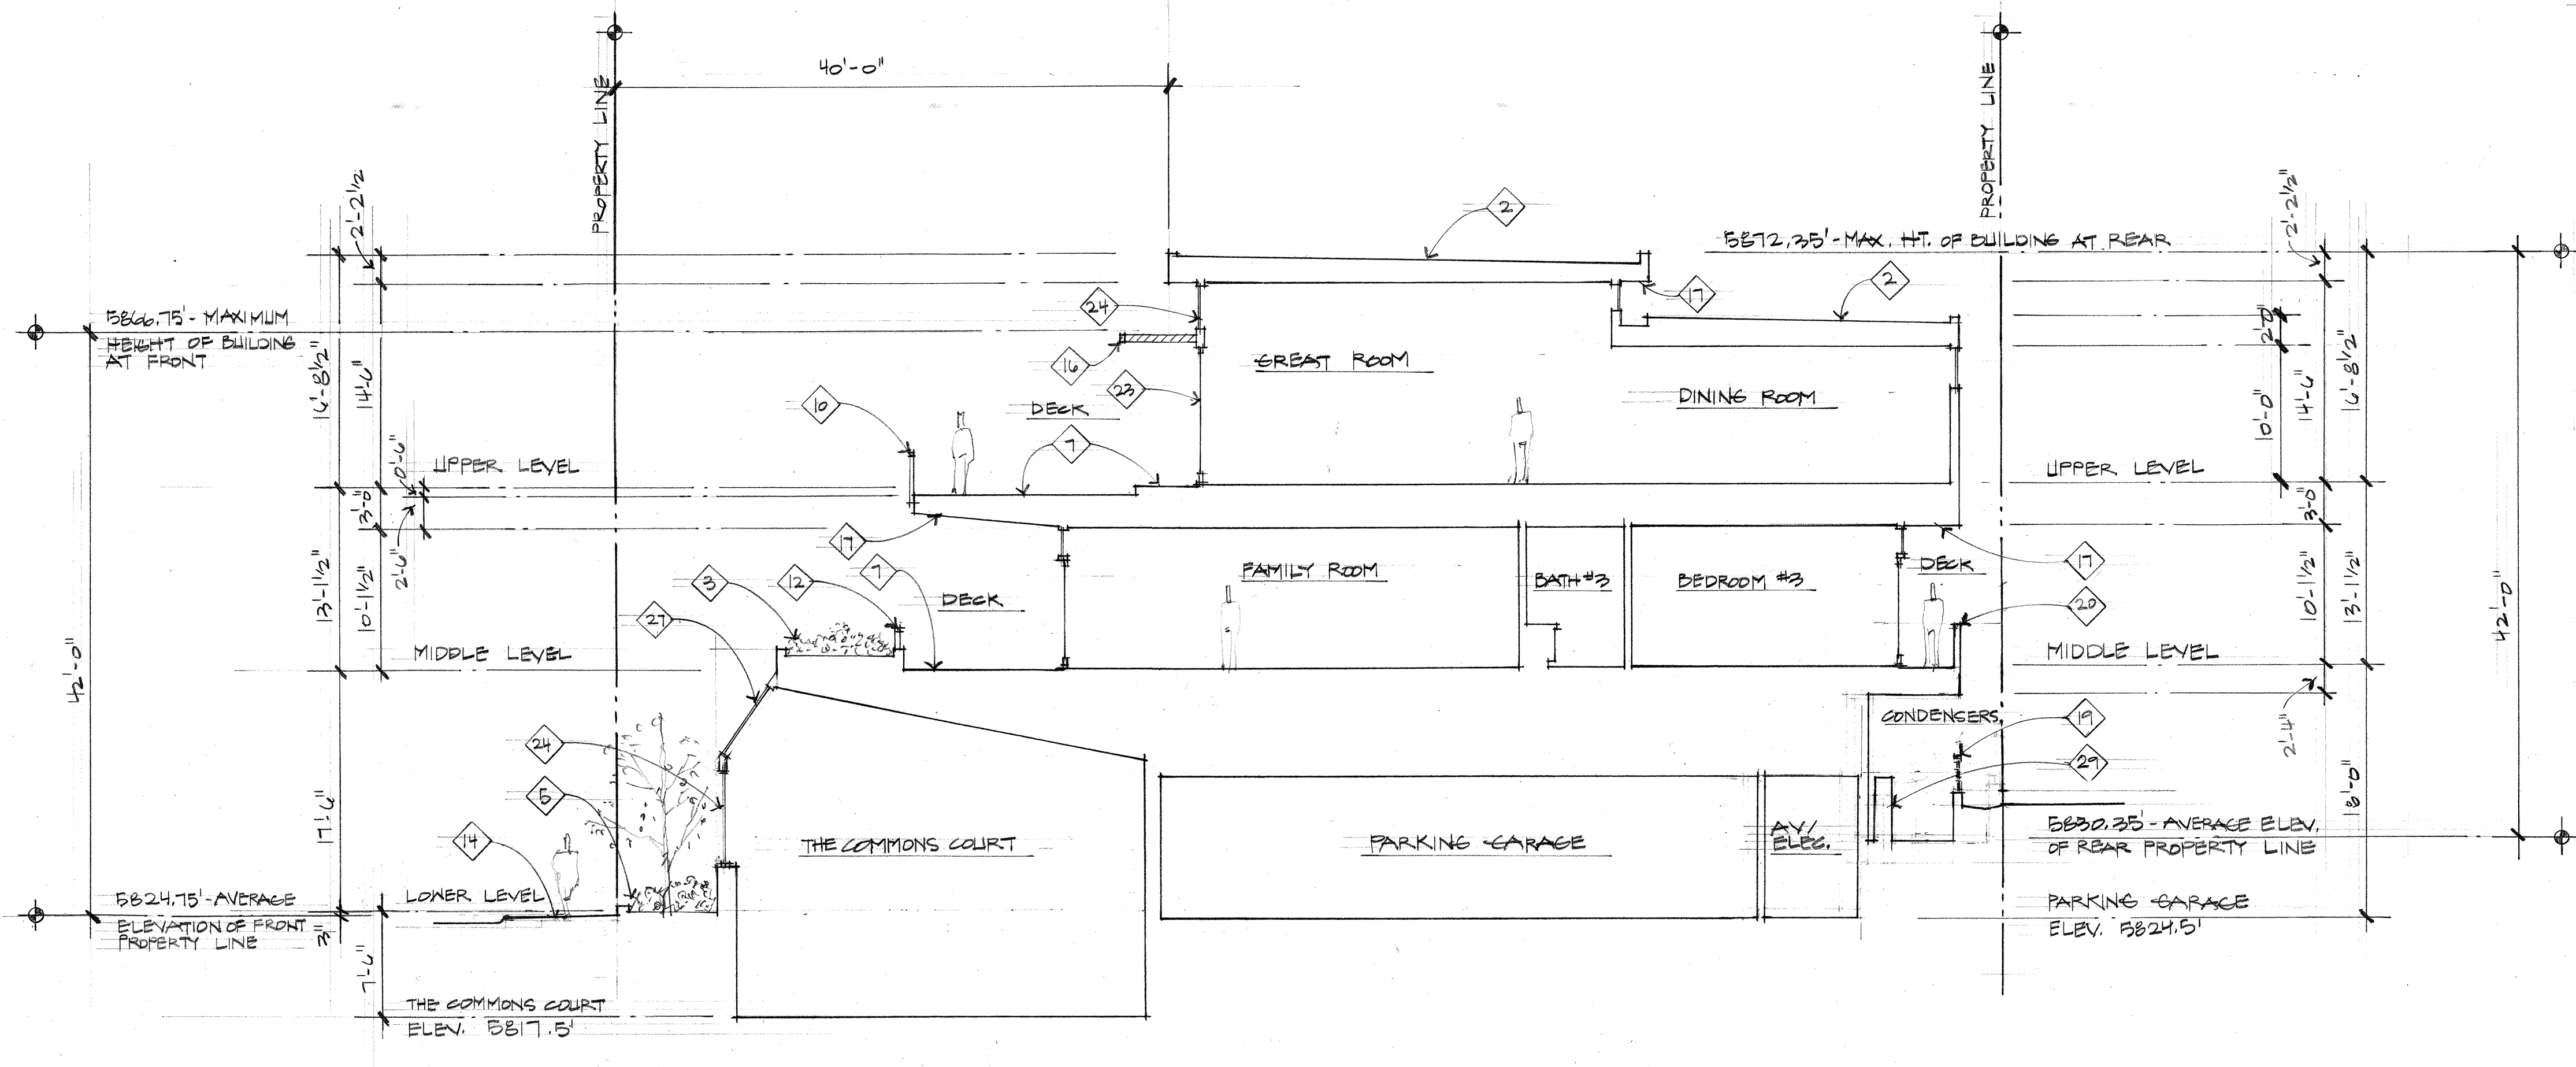 40'-0"
PROPERTY LINE
PROPERTY LINE
2'-2 1/2
2
5872.35'-MAX. HT. OF BUILDING AT REAR
2'-2 1/2"
17
2
24
5866.75'- MAXIMUM
HEIGHT OF BUILDING
AT FRONT
16'-8 1/2"
14'-6"
16
GREAT ROOM
23
10
DECK
DINING ROOM
2'-0"
10'-0"
14'-6"
16'-8 1/2"
7
0'-6"
UPPER LEVEL
UPPER LEVEL
3'-0"
3'-0"
17
2'-6"
13'-1 1/2"
10'-1 1/2"
3
12
7
FAMILY ROOM
BATH #3
BEDROOM #3
DECK
17
DECK
20
10'-1 1/2"
13'-1 1/2"
42'-0"
27
MIDDLE LEVEL
MIDDLE LEVEL
42'-0"
CONDENSERS
19
2'-4"
24
29
5
17'-6"
18'-0"
14
THE COMMONS COURT
PARKING GARAGE
AV/
ELEC.
5830.35'-AVERAGE ELEV.
OF REAR PROPERTY LINE
5824.75'-AVERAGE
ELEVATION OF FRONT
PROPERTY LINE
LOWER LEVEL
3"
PARKING GARAGE
ELEV. 5824.5'
7'-6"
THE COMMONS COURT
ELEV. 5817.5'